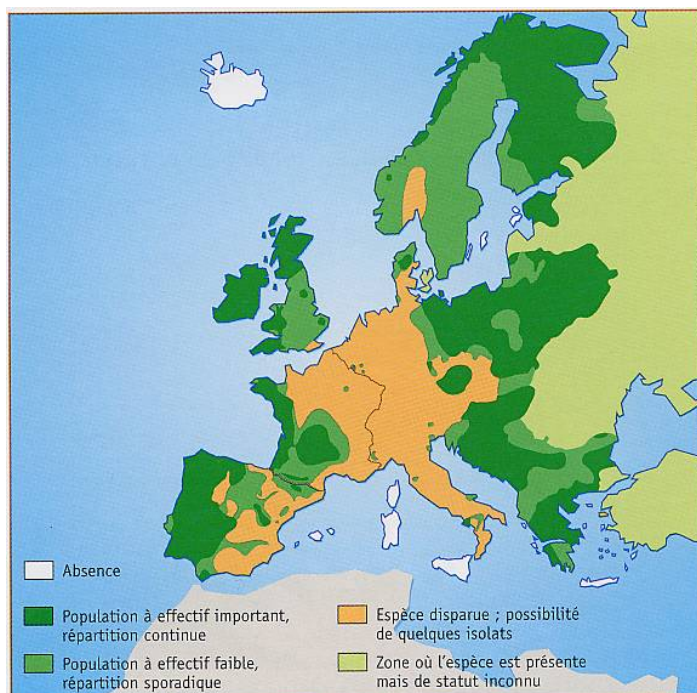 Absence
Population à effectif important,
répartition continue
Population à effectif faible,
répartition sporadique
Espèce disparue ; possibilité
de quelques isolats
Zone où l'espèce est présente
mais de statut inconnu